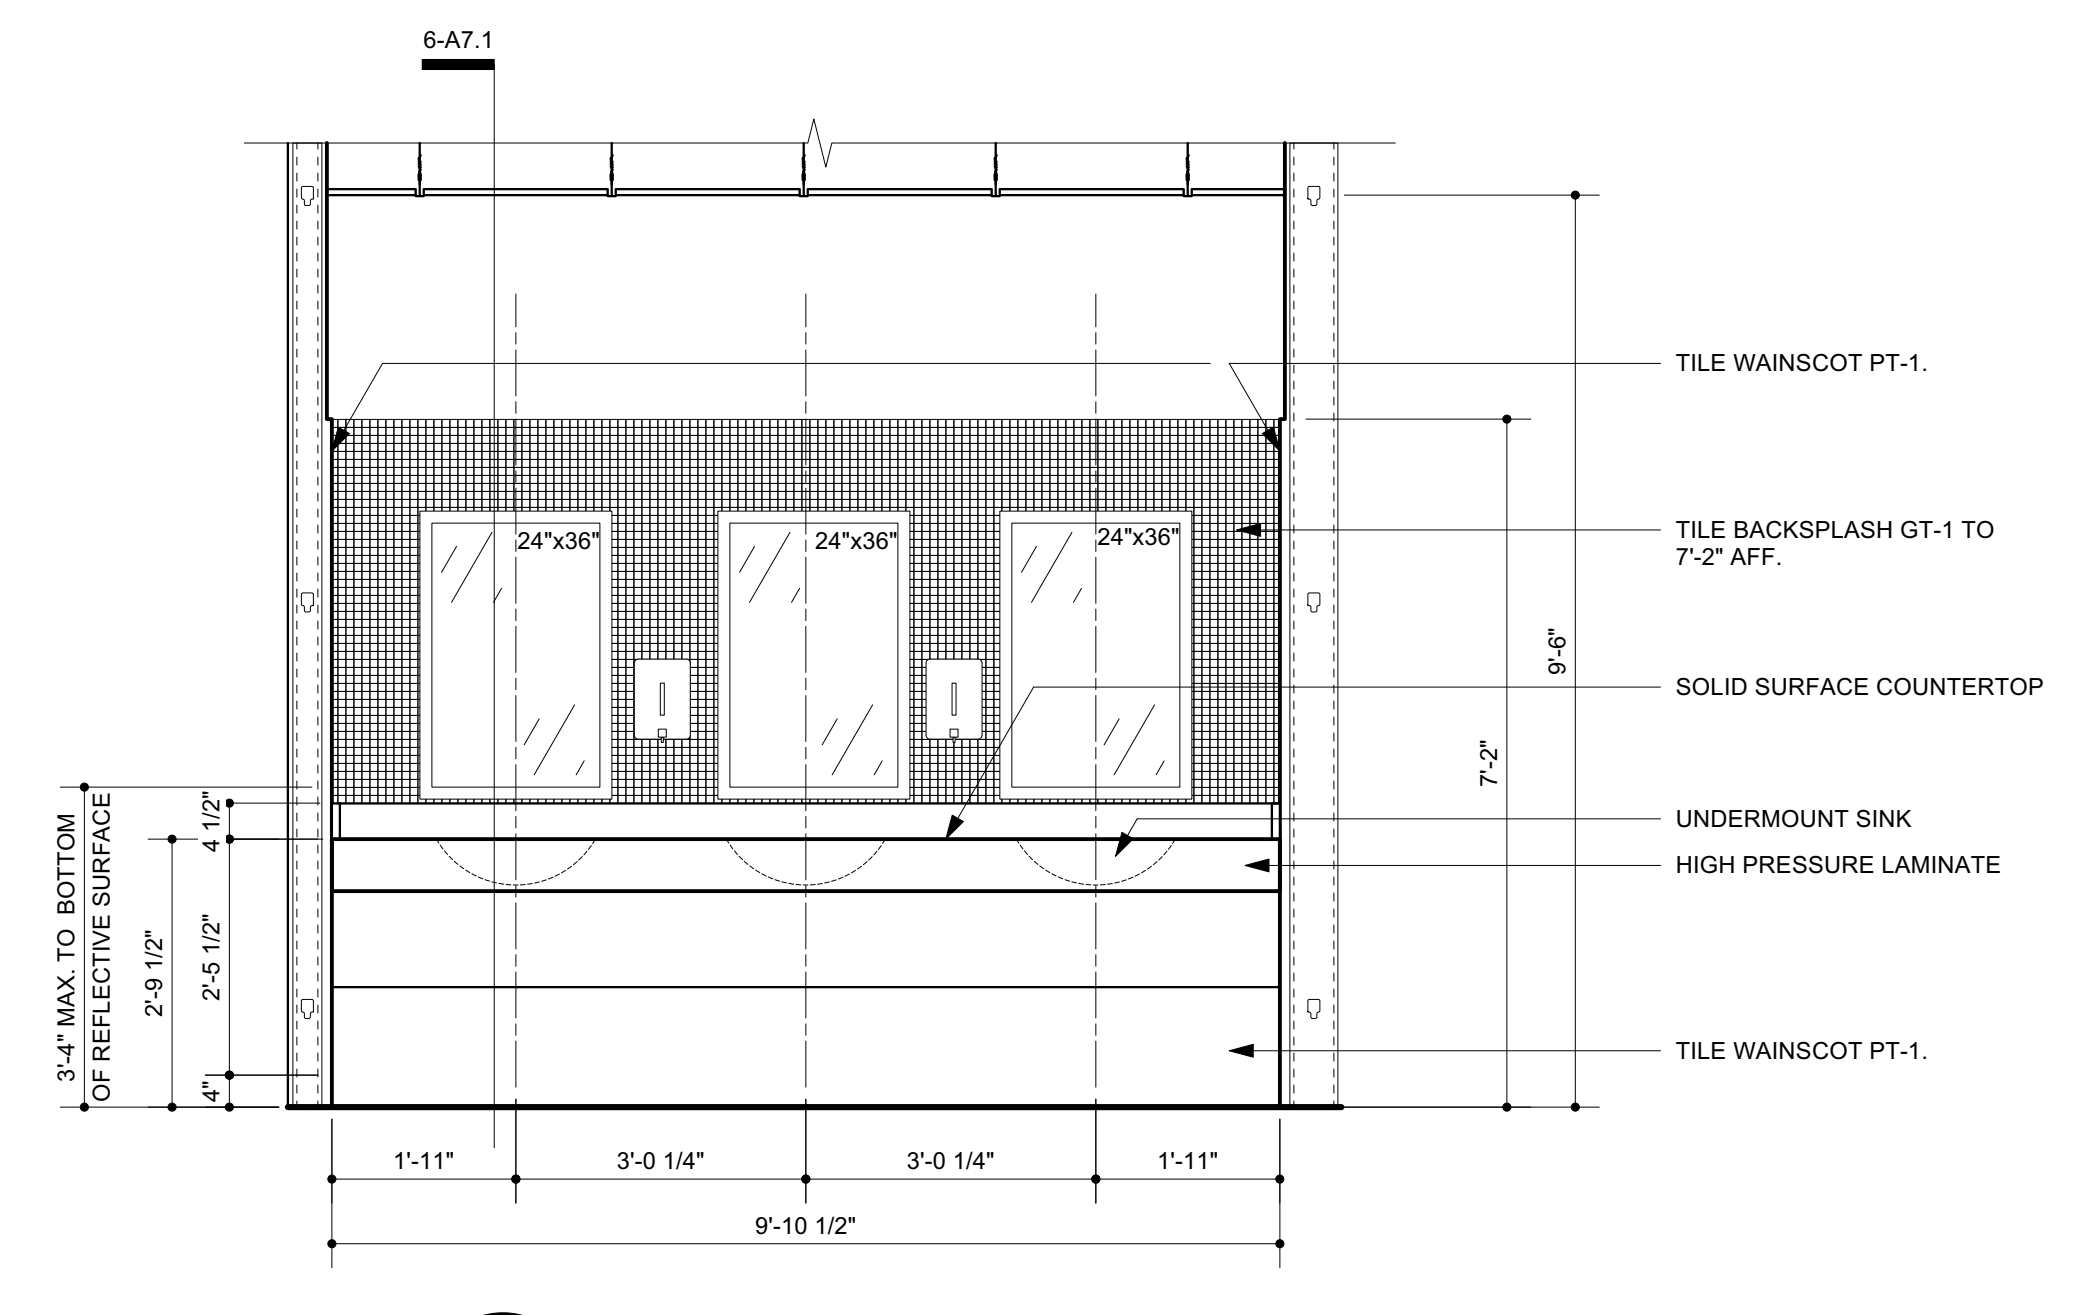 6-A7.1
TILE WAINSCOT PT-1.
24"x36"
24"x36"
24"x36"
TILE BACKSPLASH GT-1 TO
7'-2" AFF.
9'-6"
SOLID SURFACE COUNTERTOP
7'-2"
UNDERMOUNT SINK
HIGH PRESSURE LAMINATE
TILE WAINSCOT PT-1.
3'-4" MAX. TO BOTTOM
OF REFLECTIVE SURFACE
2'-9 1/2"
4 1/2"
2'-5 1/2"
4"
1'-11"
3'-0 1/4"
3'-0 1/4"
1'-11"
9'-10 1/2"